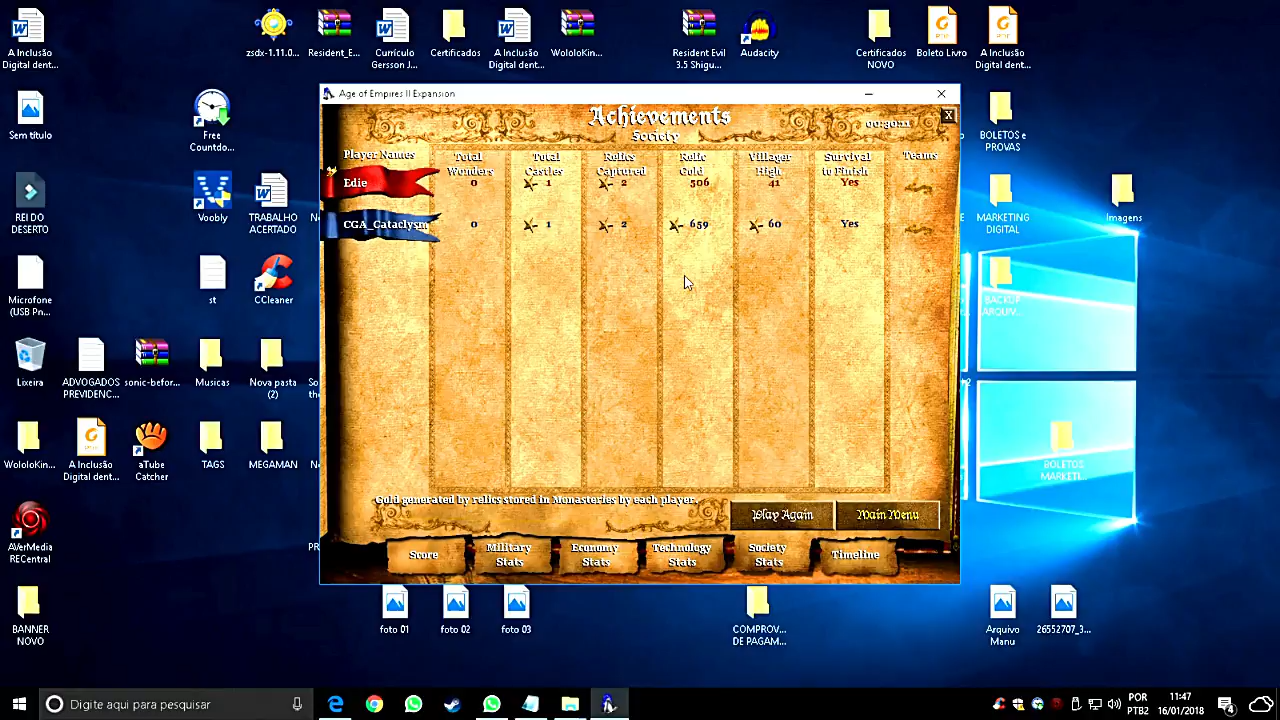 A Inclusão
Digital dent...
zsdx-1.11.0...
Resident_E...
Currículo
Gersson J...
Certificados
A Inclusão
Digital dent...
WololoKin...
Resident Evil
3.5 Shigu...
Audacity
Certificados
NOVO
Boleto Livro
A Inclusão
Digital dent...
Sem título
Free
Countdo...
BOLETOS e
PROVAS
REI DO
DESERTO
Voobly
TRABALHO
ACERTADO
MARKETING
DIGITAL
Imagens
Microfone
(USB Pn...
st
CCleaner
BACKUP
ARQUIV...
Lixeira
ADVOGADOS
PREVIDENC...
sonic-befor...
Musicas
Nova pasta
(2)
WololoKin...
A Inclusão
Digital dent...
aTube
Catcher
TAGS
MEGAMAN
BOLETOS
MARKETI...
AVerMedia
RECentral
BANNER
NOVO
foto 01
foto 02
foto 03
COMPROV...
DE PAGAM...
Arquivo
Manu
26552707_3...
Age of Empires II Expansion
Achievements
Society
00:30:11
X
Player Names
Total
Wonders
Total
Castles
Relics
Captured
Relic
Gold
Villager
High
Survival
to Finish
Teams
Edie 0 1 2 506 41 Yes
CGA_Cataclysm 0 1 2 659 60 Yes
Gold generated by relics stored in Monasteries by each player.
Play Again
Main Menu
Score
Military
Stats
Economy
Stats
Technology
Stats
Society
Stats
Timeline
Digite aqui para pesquisar
POR
PTB2
11:47
16/01/2018
4